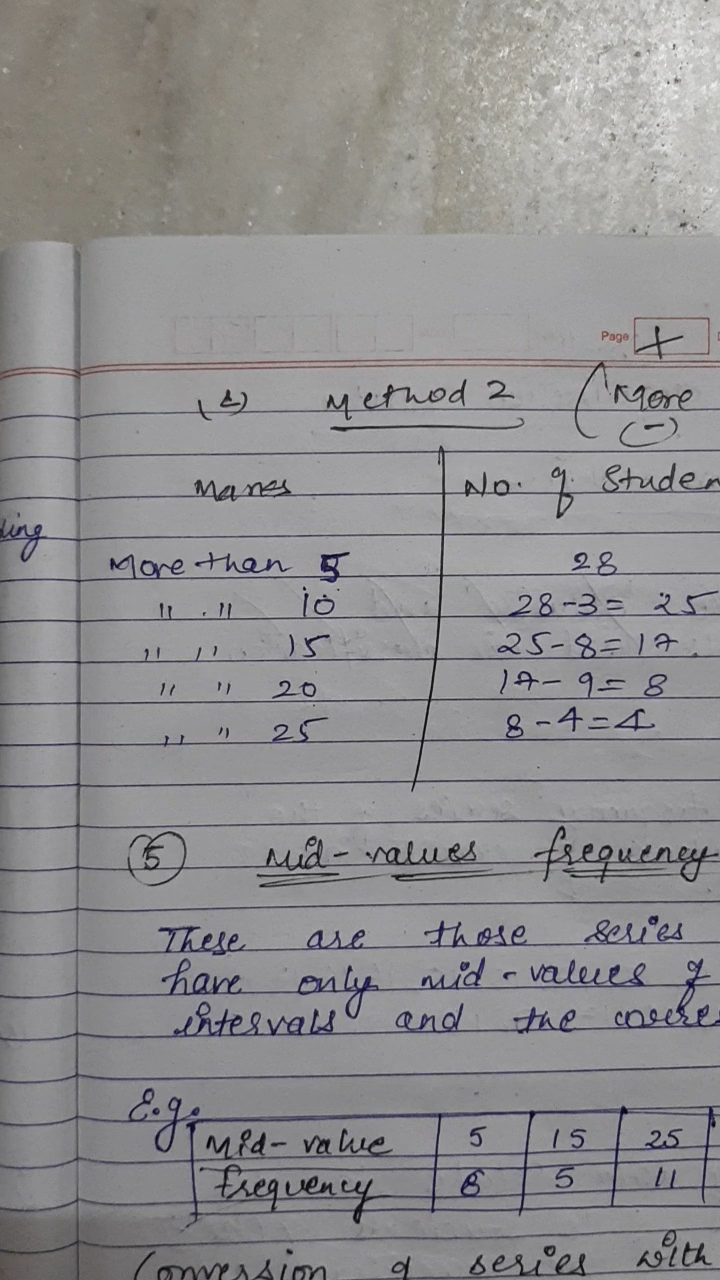 Page +
(2) Method 2 (More
(-)
Marks No. of Studen
ding
More than 5 28
" " 10 28-3= 25
" " 15 25-8=17
" " 20 17-9=8
" " 25 8-4=4
5 Mid-values frequency
These are those series
have only mid-values of
intervals and the corres
E.g.
Mid-value 5 15 25
frequency 8 5 11
Conversion of series with